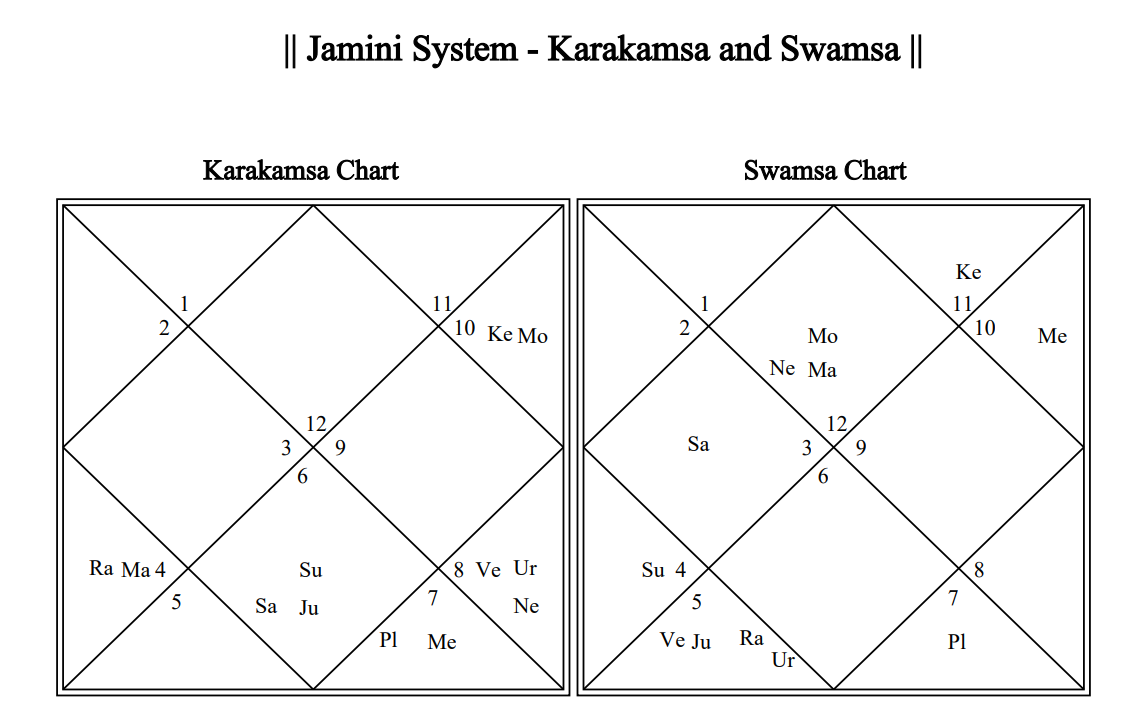 || Jamini System - Karakamsa and Swamsa ||
Karakamsa Chart
1
2
11
10 Ke Mo
12
3
9
6
Ra Ma 4
5
Su
Sa Ju
8 Ve Ur
Ne
7
Pl Me
Swamsa Chart
1
2
Ke
11
10 Me
Mo
Ne Ma
12
3
9
6
Sa
Su 4
5
Ve Ju Ra
Ur
8
7
Pl